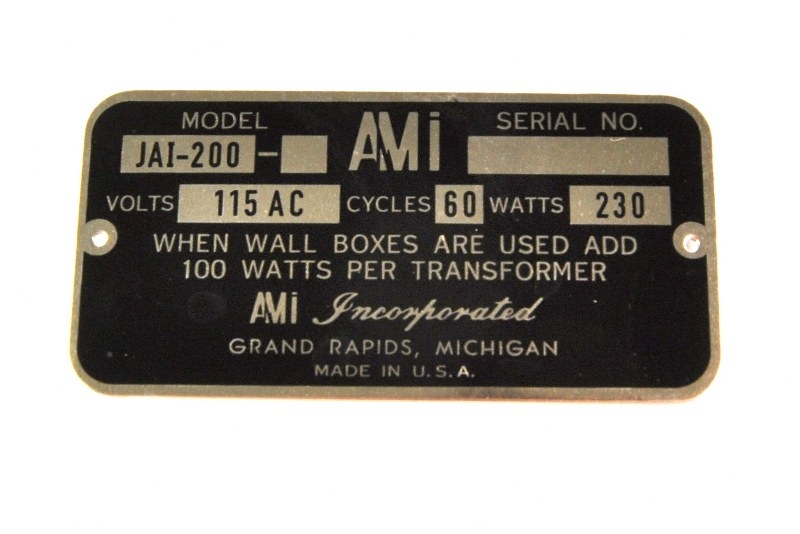 MODEL AMi SERIAL NO.
JAI-200-
VOLTS 115 AC CYCLES 60 WATTS 230
WHEN WALL BOXES ARE USED ADD
100 WATTS PER TRANSFORMER
AMi Incorporated
GRAND RAPIDS, MICHIGAN
MADE IN U.S.A.